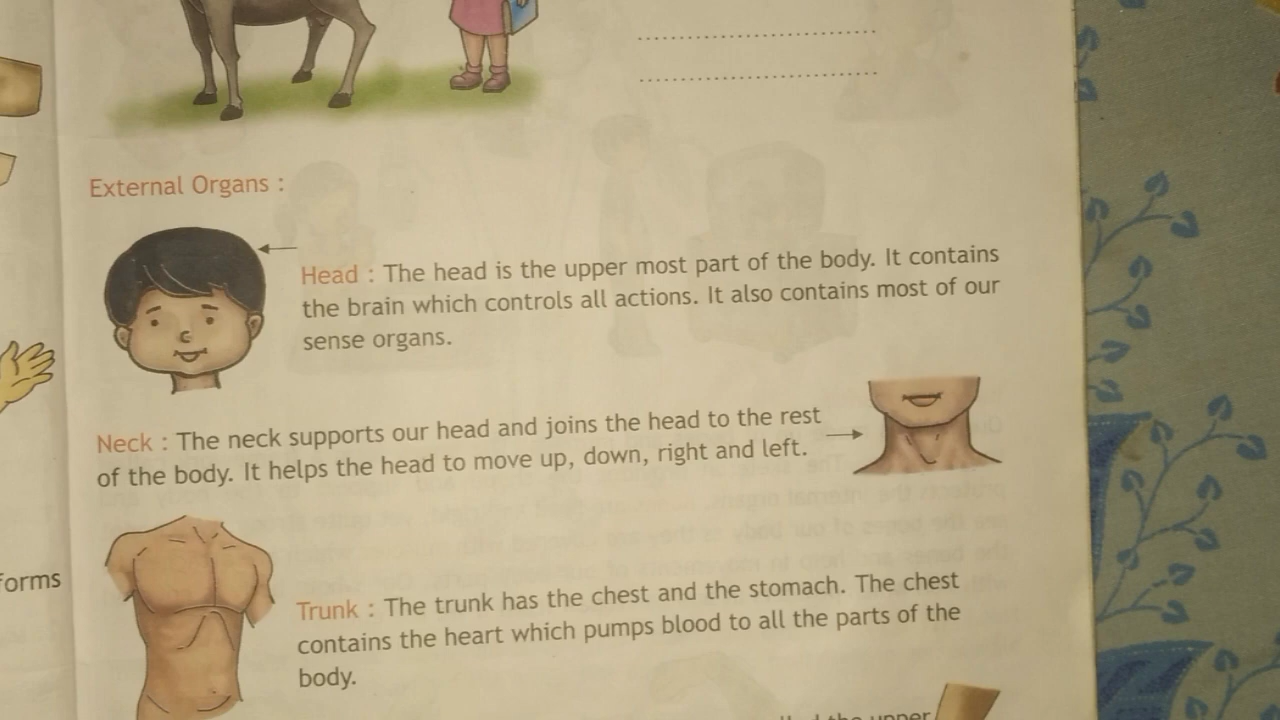 External Organs :
Head : The head is the upper most part of the body. It contains
the brain which controls all actions. It also contains most of our
sense organs.
Neck : The neck supports our head and joins the head to the rest
of the body. It helps the head to move up, down, right and left.
forms
Trunk : The trunk has the chest and the stomach. The chest
contains the heart which pumps blood to all the parts of the
body.
the upper